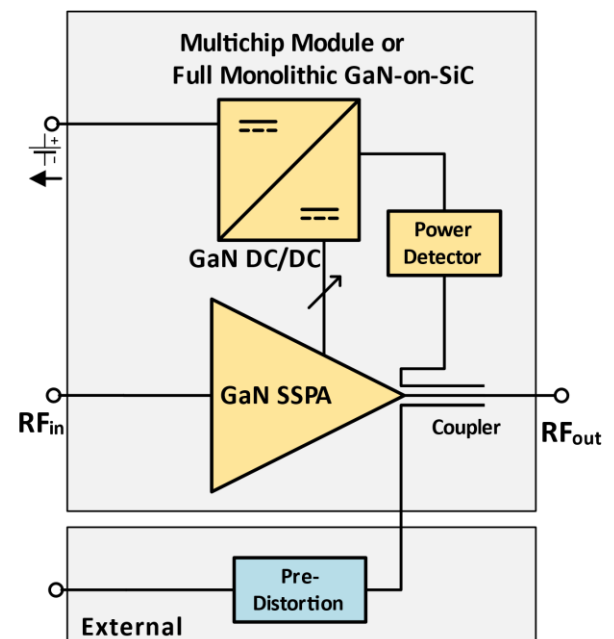 Multichip Module or
Full Monolithic GaN-on-SiC
+
-
Power
Detector
GaN DC/DC
GaN SSPA
RFin
Coupler
RFout
Pre-
Distortion
External